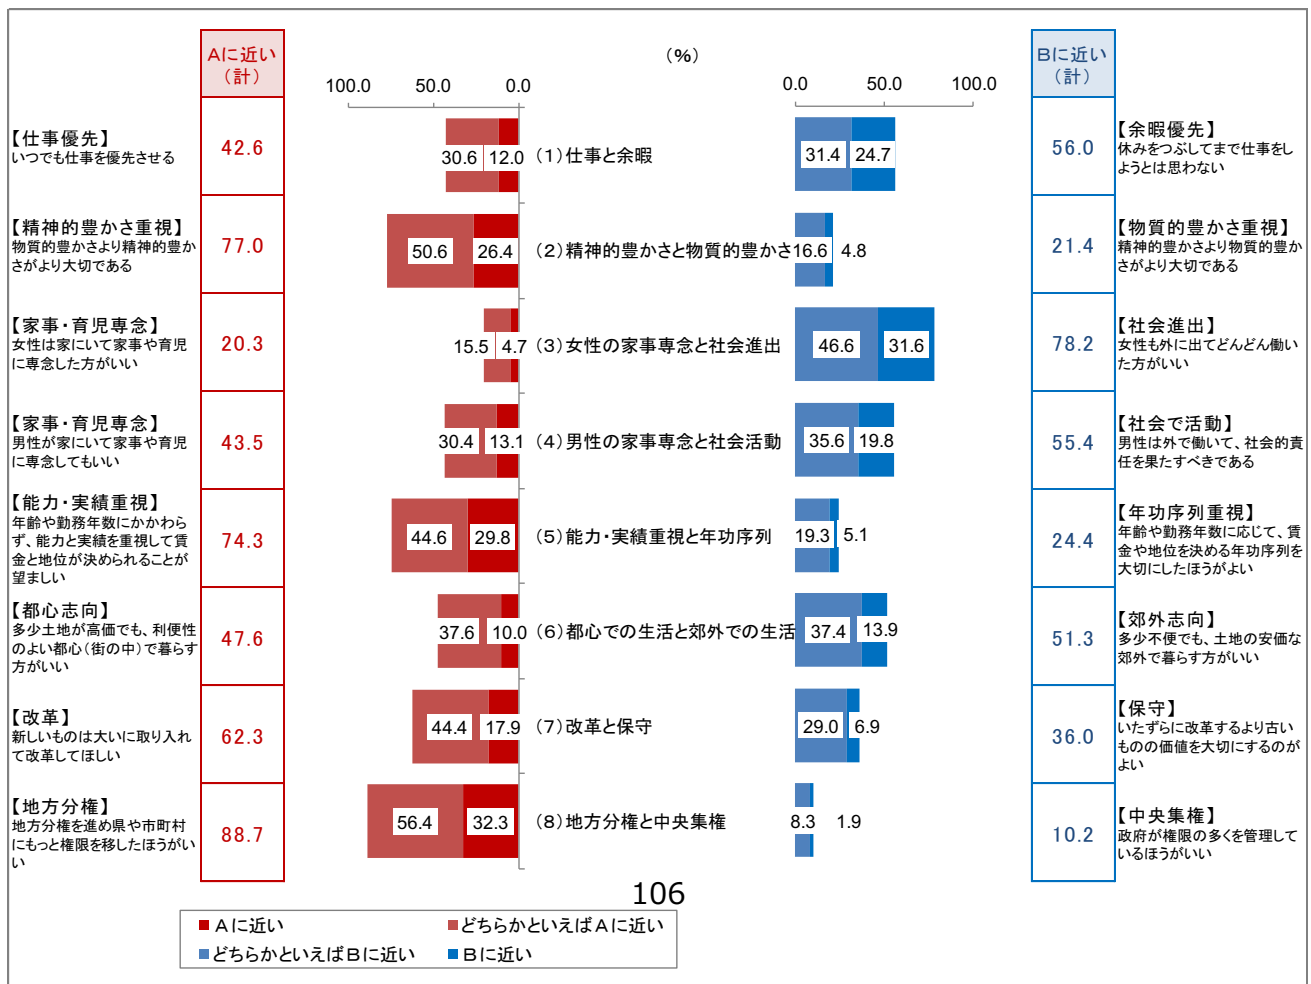 Aに近い
（計）
（%）
Bに近い
（計）
100.0 50.0 0.0
0.0 50.0 100.0
【仕事優先】
いつでも仕事を優先させる
42.6
30.6 12.0
（1）仕事と余暇
31.4 24.7
56.0
【余暇優先】
休みをつぶしてまで仕事をし
ようとは思わない
【精神的豊かさ重視】
物質的豊かさより精神的豊か
さがより大切である
77.0
50.6 26.4
（2）精神的豊かさと物質的豊かさ
16.6 4.8
21.4
【物質的豊かさ重視】
精神的豊かさより物質的豊か
さがより大切である
【家事・育児専念】
女性は家にいて家事や育児
に専念した方がいい
20.3
15.5 4.7
（3）女性の家事専念と社会進出
46.6 31.6
78.2
【社会進出】
女性も外に出てどんどん働い
た方がいい
【家事・育児専念】
男性が家にいて家事や育児
に専念してもいい
43.5
30.4 13.1
（4）男性の家事専念と社会活動
35.6 19.8
55.4
【社会で活動】
男性は外で働いて、社会的責
任を果たすべきである
【能力・実績重視】
年齢や勤務年数にかかわら
ず、能力と実績を重視して賃
金と地位が決められることが
望ましい
74.3
44.6 29.8
（5）能力・実績重視と年功序列
19.3 5.1
24.4
【年功序列重視】
年齢や勤務年数に応じて、賃
金や地位を決める年功序列を
大切にしたほうがよい
【都心志向】
多少土地が高価でも、利便性
のよい都心（街の中）で暮らす
方がいい
47.6
37.6 10.0
（6）都心での生活と郊外での生活
37.4 13.9
51.3
【郊外志向】
多少不便でも、土地の安価な
郊外で暮らす方がいい
【改革】
新しいものは大いに取り入れ
て改革してほしい
62.3
44.4 17.9
（7）改革と保守
29.0 6.9
36.0
【保守】
いたずらに改革するより古い
ものの価値を大切にするのが
よい
【地方分権】
地方分権を進め県や市町村
にもっと権限を移したほうがい
い
88.7
56.4 32.3
（8）地方分権と中央集権
8.3 1.9
10.2
【中央集権】
政府が権限の多くを管理して
いるほうがいい
106
Aに近い どちらかといえばAに近い
どちらかといえばBに近い Bに近い